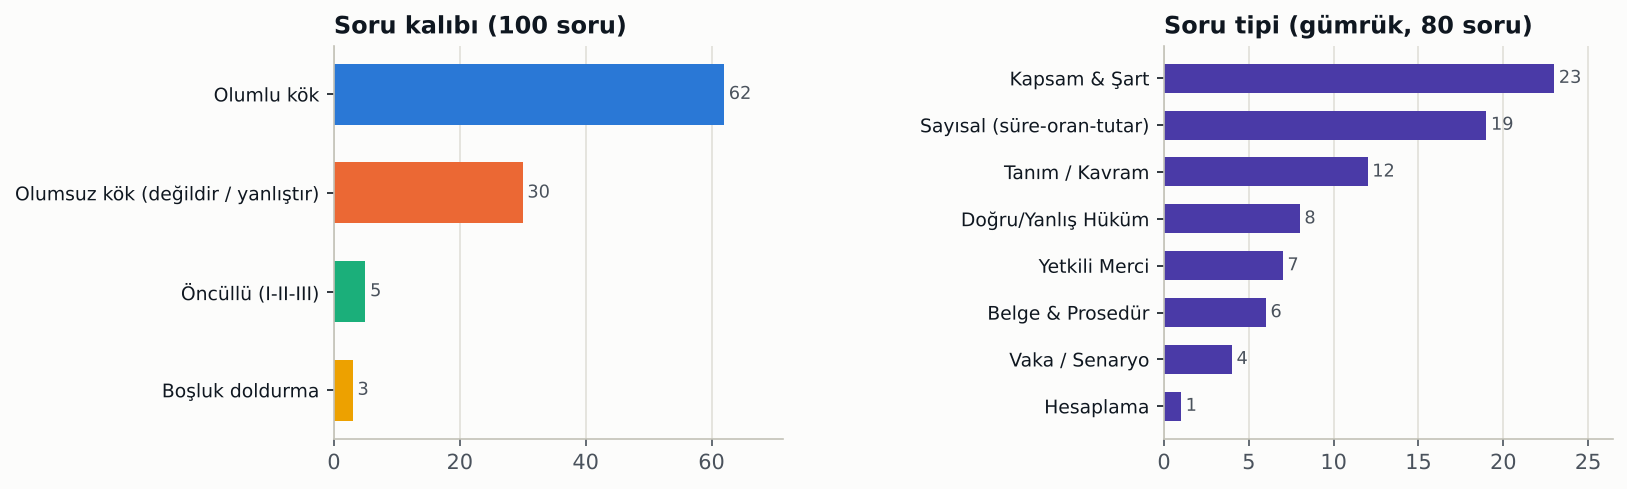 Soru kalıbı (100 soru)
Olumlu kök
62
Olumsuz kök (değildir / yanlıştır)
30
Öncüllü (I-II-III)
5
Boşluk doldurma
3
0 20 40 60
Soru tipi (gümrük, 80 soru)
Kapsam & Şart
23
Sayısal (süre-oran-tutar)
19
Tanım / Kavram
12
Doğru/Yanlış Hüküm
8
Yetkili Merci
7
Belge & Prosedür
6
Vaka / Senaryo
4
Hesaplama
1
0 5 10 15 20 25